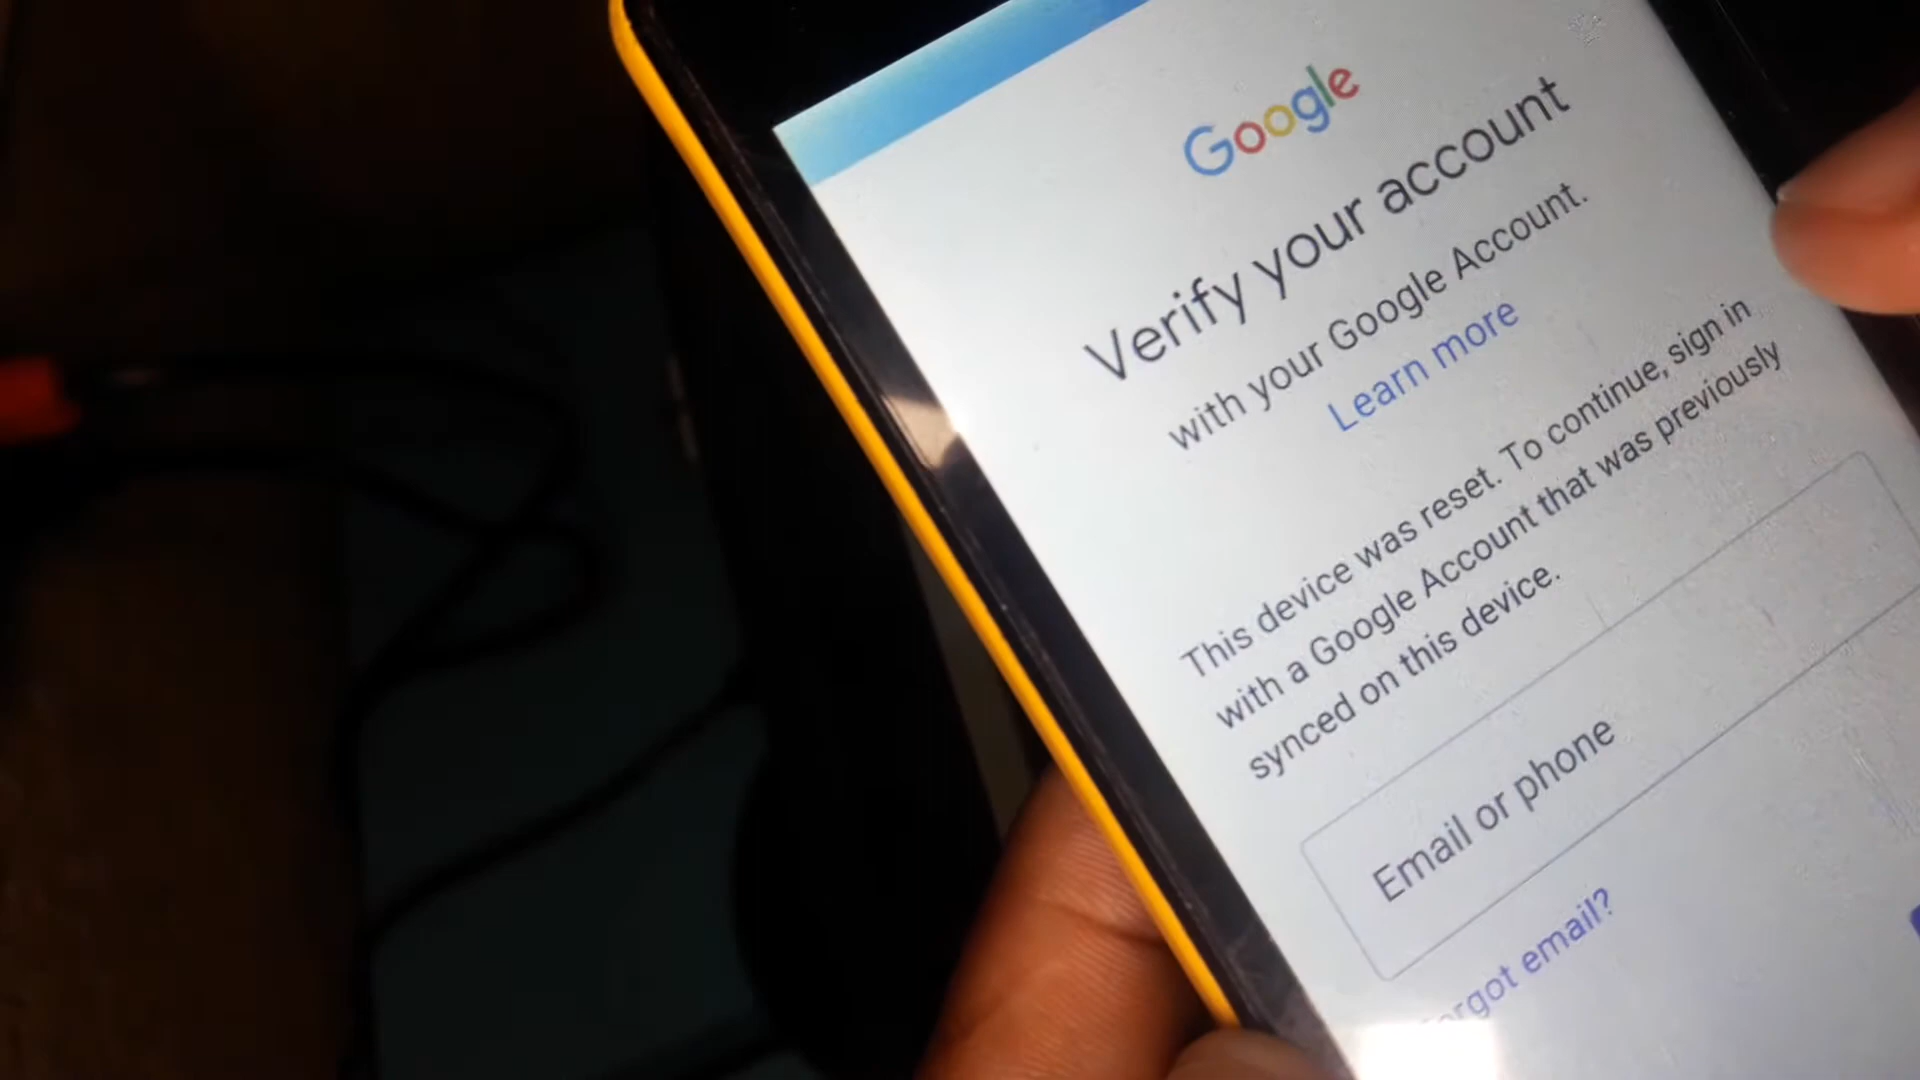 Google
Verify your account
with your Google Account.
Learn more
This device was reset. To continue, sign in
with a Google Account that was previously
synced on this device.
Email or phone
Forgot email?